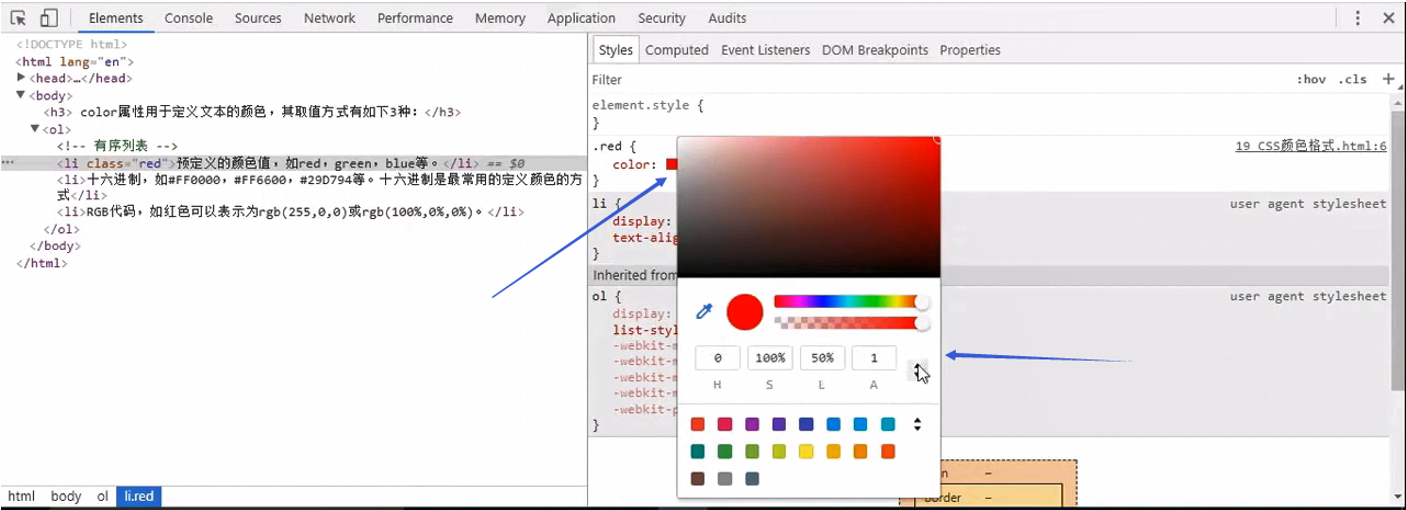 Elements Console Sources Network Performance Memory Application Security Audits
<!DOCTYPE html>
<html lang="en">
<head>…</head>
<body>
<h3> color属性用于定义文本的颜色，其取值方式有如下3种：</h3>
<ol>
<!-- 有序列表 -->
<li class="red">预定义的颜色值，如red，green，blue等。</li> == $0
<li>十六进制，如#FF0000，#FF6600，#29D794等。十六进制是最常用的定义颜色的方
式</li>
<li>RGB代码，如红色可以表示为rgb(255,0,0)或rgb(100%,0%,0%)。</li>
</ol>
</body>
</html>
html body ol li.red
Styles Computed Event Listeners DOM Breakpoints Properties
Filter :hov .cls +
element.style {
}
.red { 19 CSS颜色格式.html:6
color:
}
li { user agent stylesheet
display:
text-alig
}
Inherited from
ol { user agent stylesheet
display:
list-styl
-webkit-m
-webkit-m
-webkit-m
-webkit-m
-webkit-p
}
0 100% 50% 1
H S L A
border –